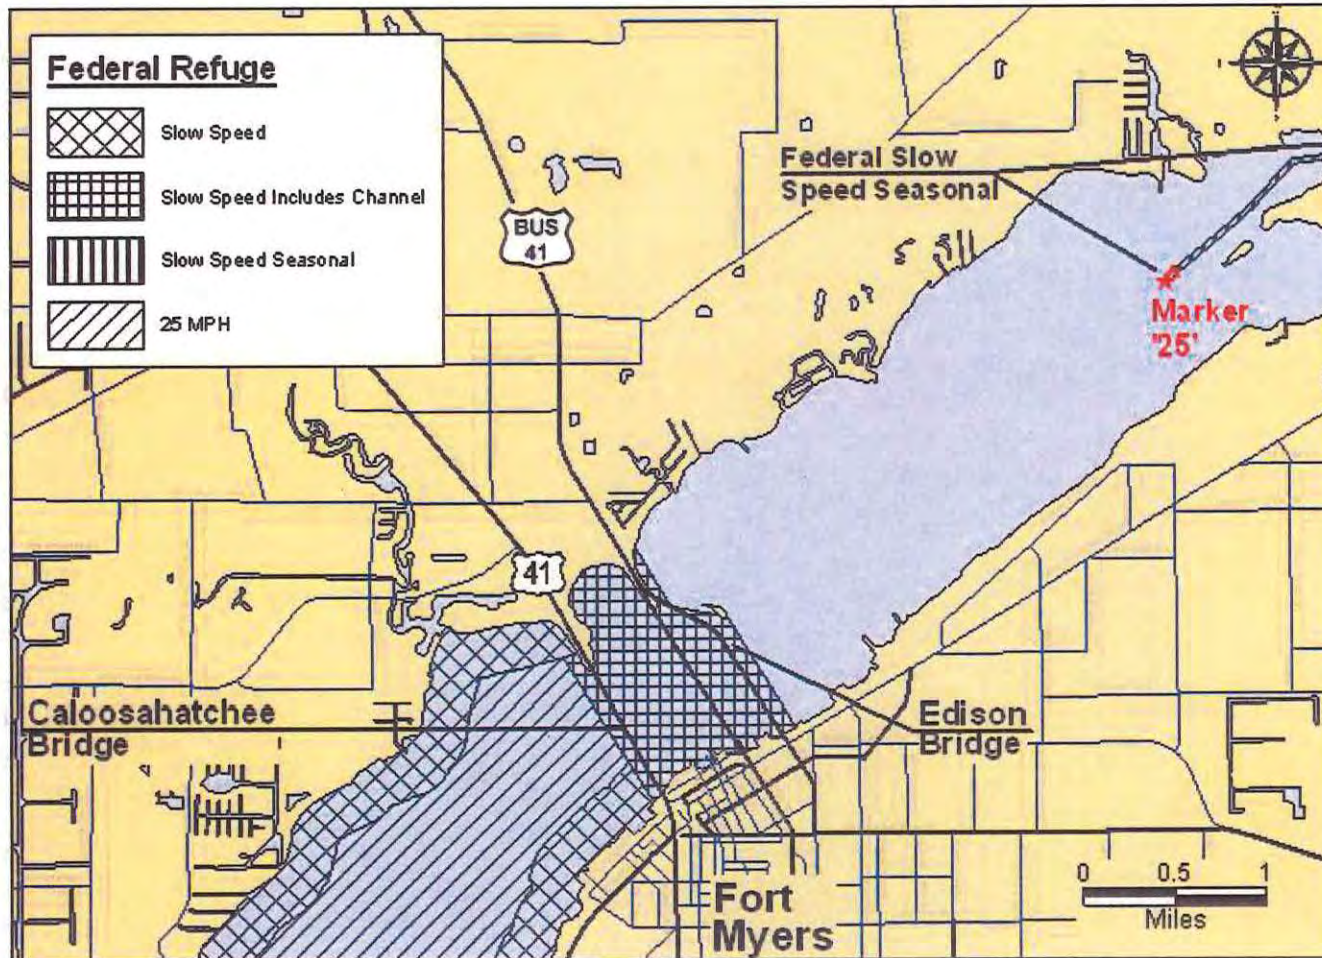 Federal Refuge
Slow Speed
Slow Speed Includes Channel
Slow Speed Seasonal
25 MPH
BUS
41
Federal Slow
Speed Seasonal
Marker
'25'
41
Caloosahatchee
Bridge
Edison
Bridge
Fort
Myers
0 0.5 1
Miles